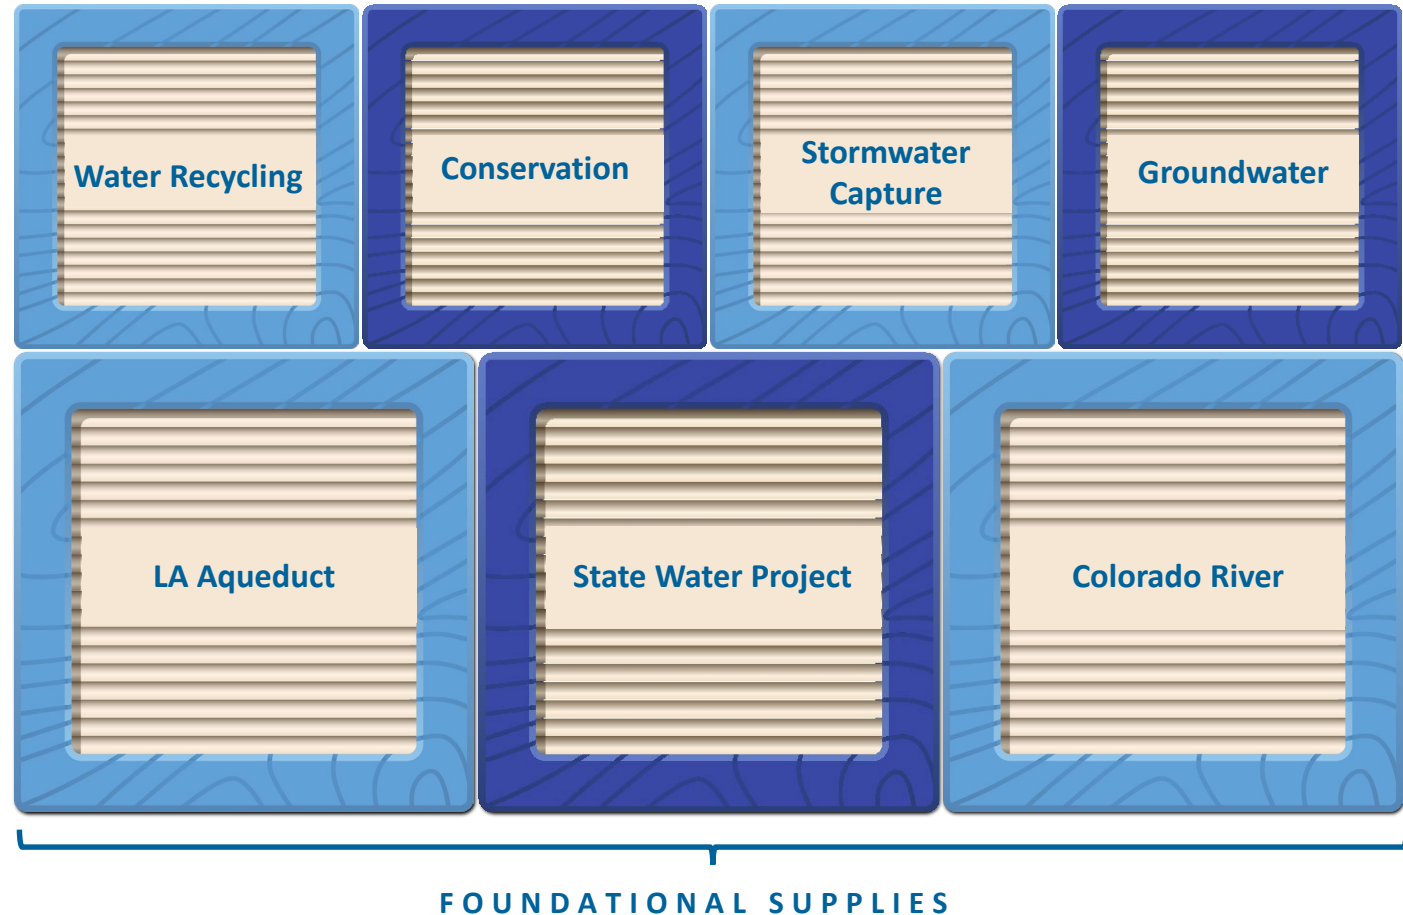 Water Recycling
Conservation
Stormwater
Capture
Groundwater
LA Aqueduct
State Water Project
Colorado River
FOUNDATIONAL SUPPLIES